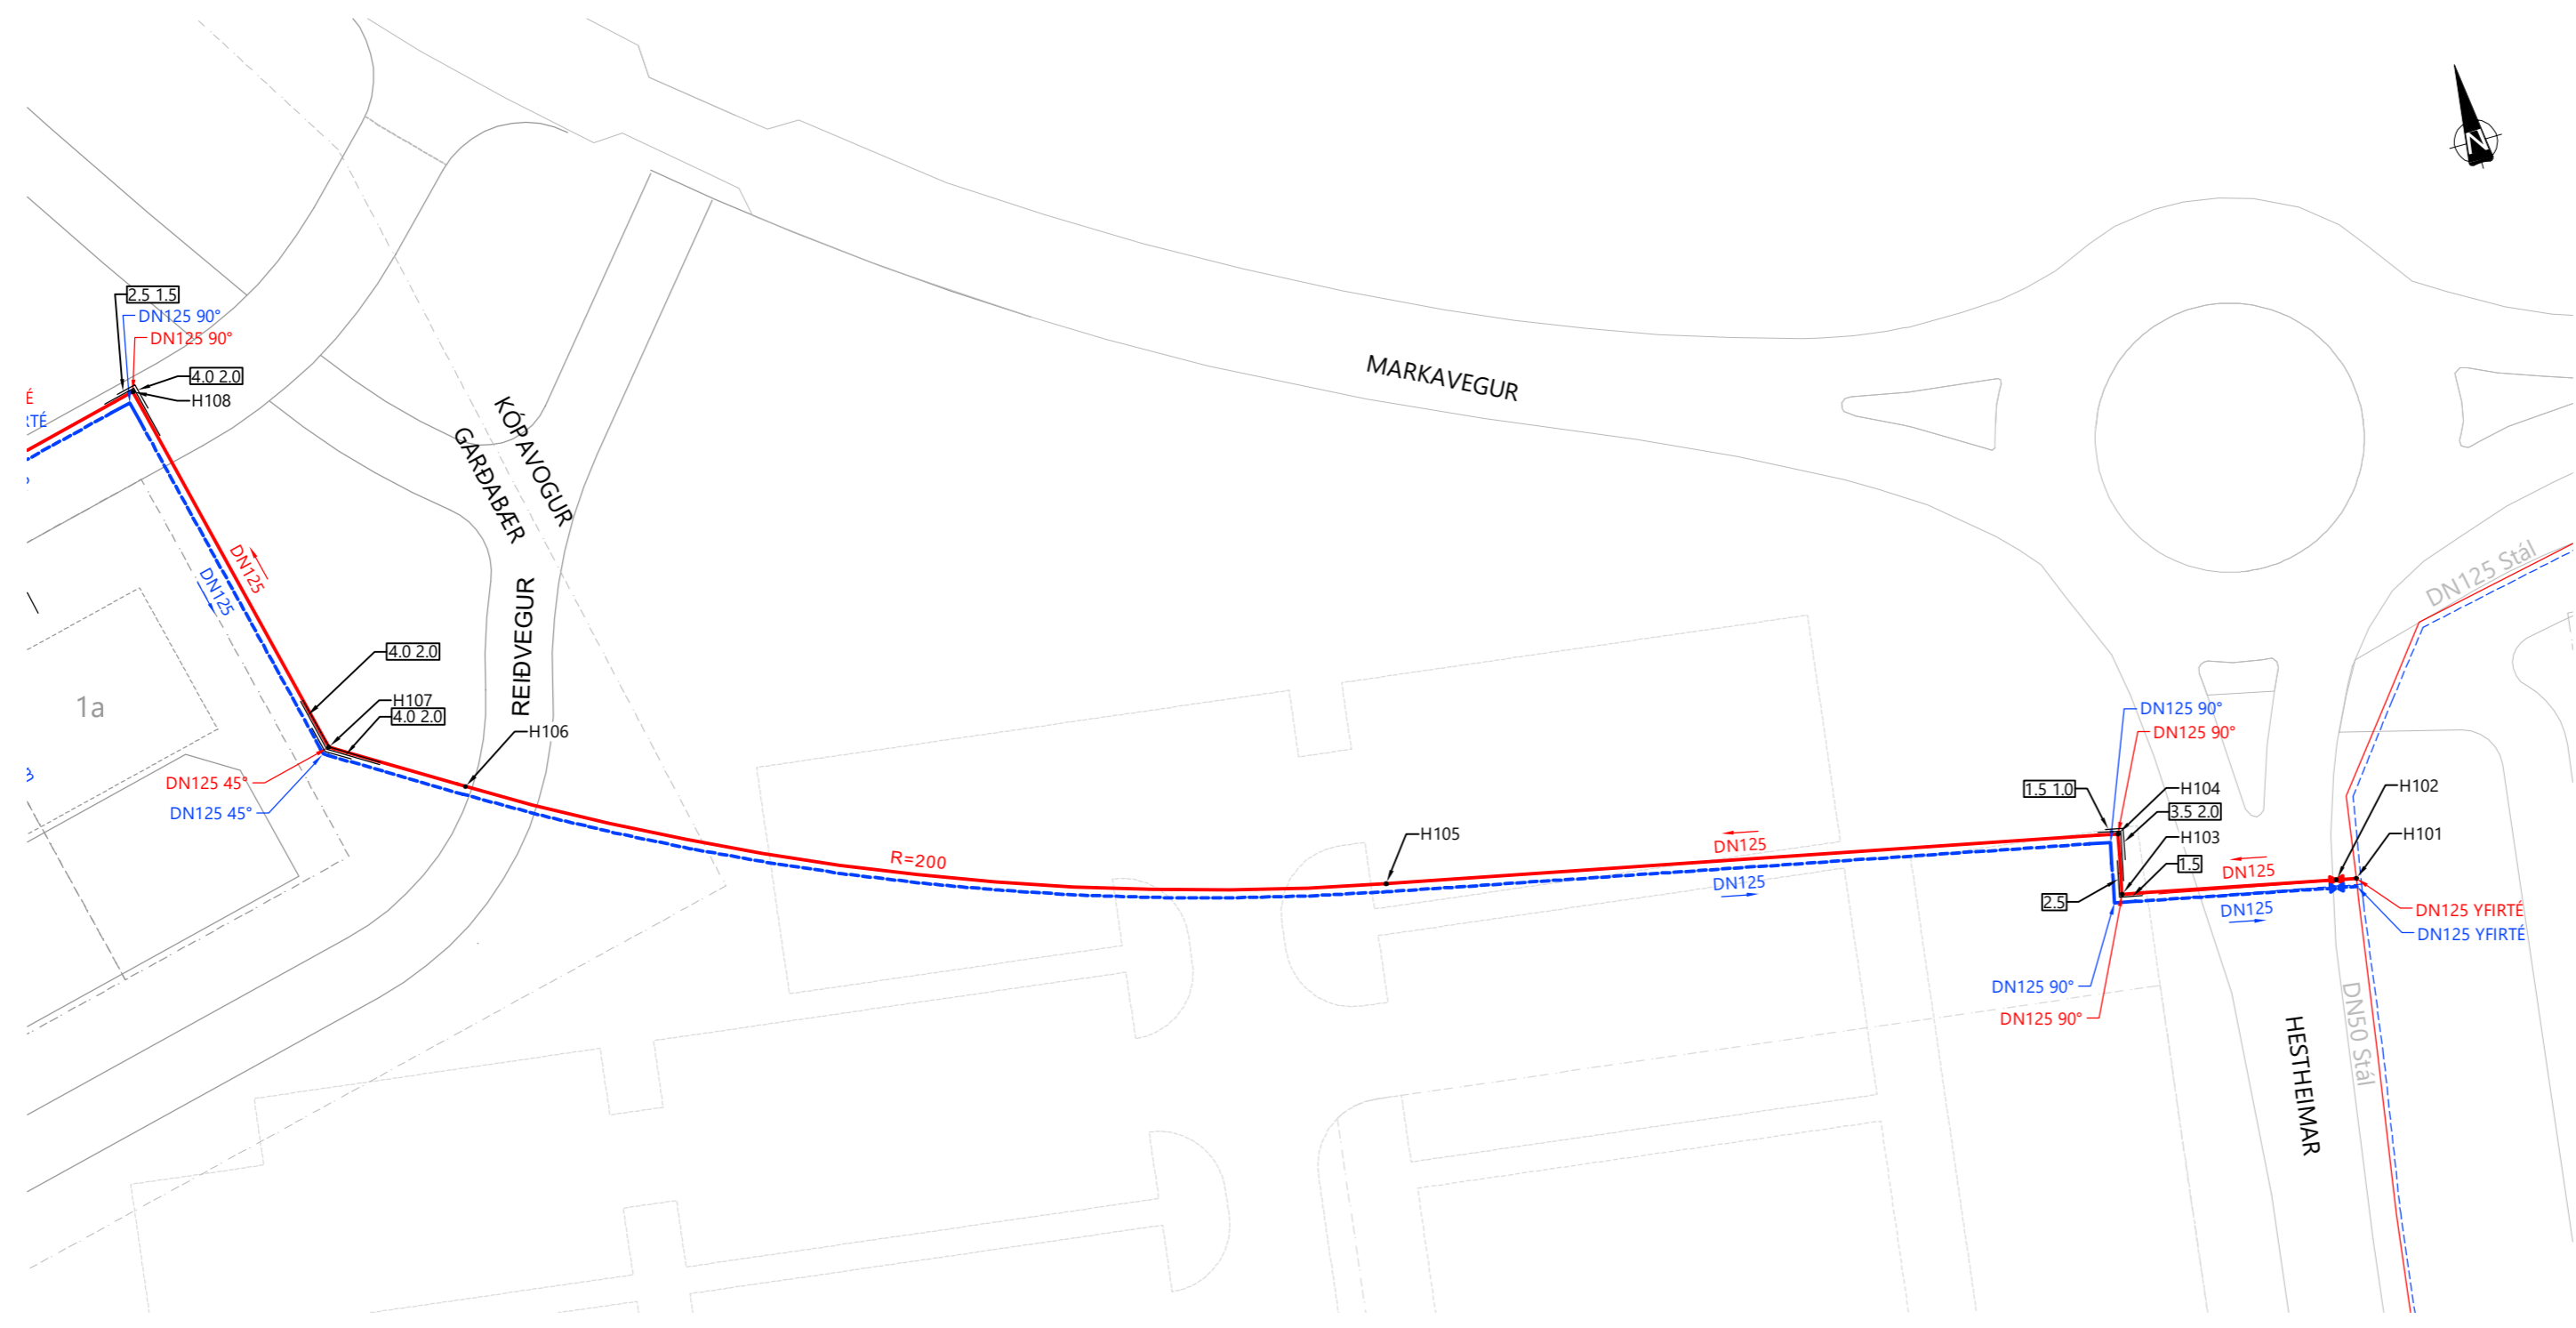 N
2.5 1.5
DN125 90°
DN125 90°
4.0 2.0
H108
É
RTÉ
KÓPAVOGUR
GARÐABÆR
MARKAVEGUR
DN125
DN125
REIÐVEGUR
4.0 2.0
H107
4.0 2.0
H106
1a
DN125 45°
DN125 45°
R=200
H105
DN125
DN125
DN125 Stál
DN125 90°
DN125 90°
1.5 1.0
H104
3.5 2.0
H103
1.5
2.5
H102
H101
DN125
DN125
DN125 YFIRTÉ
DN125 YFIRTÉ
DN125 90°
DN125 90°
DN50 Stál
HESTHEIMAR